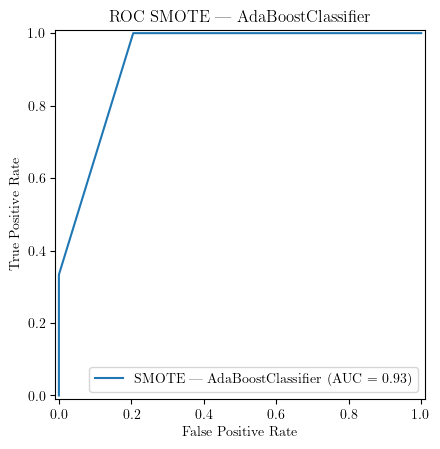 ROC SMOTE — AdaBoostClassifier
1.0
0.8
0.6
0.4
0.2
0.0
True Positive Rate
SMOTE — AdaBoostClassifier (AUC = 0.93)
0.0 0.2 0.4 0.6 0.8 1.0
False Positive Rate